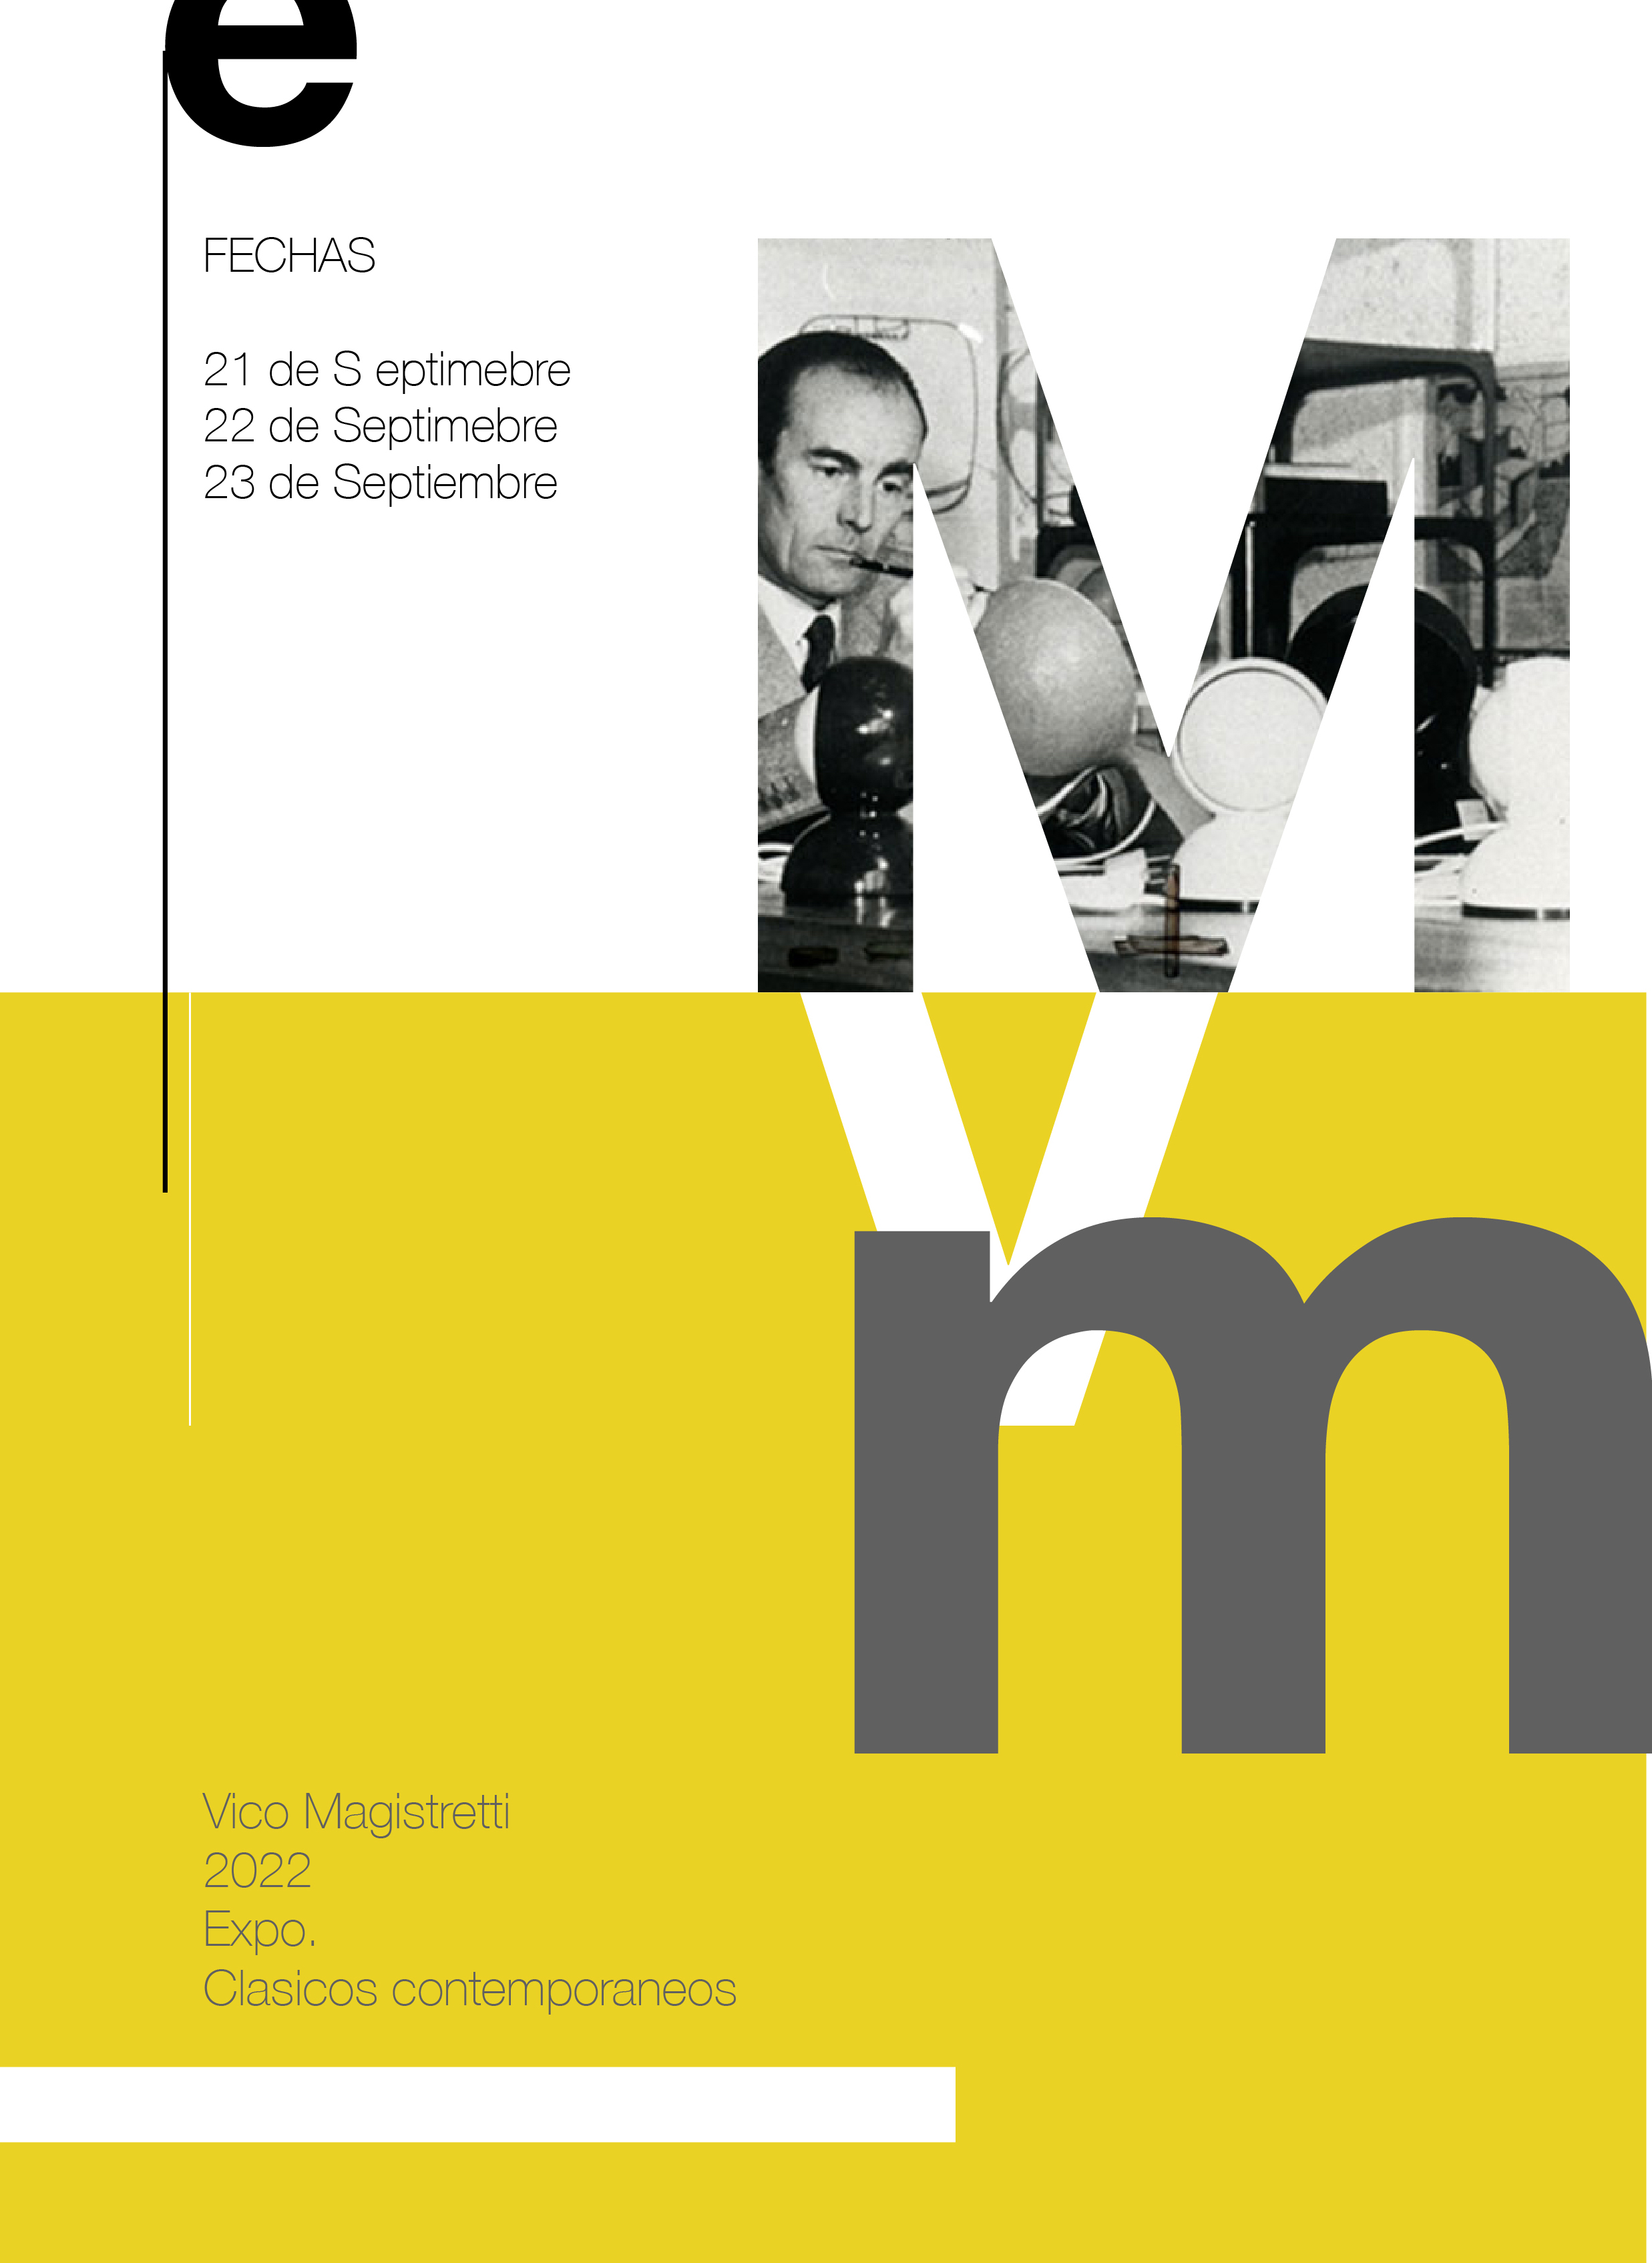 e
FECHAS
21 de S eptimebre
22 de Septimebre
23 de Septiembre
M
V
m
Vico Magistretti
2022
Expo.
Clasicos contemporaneos